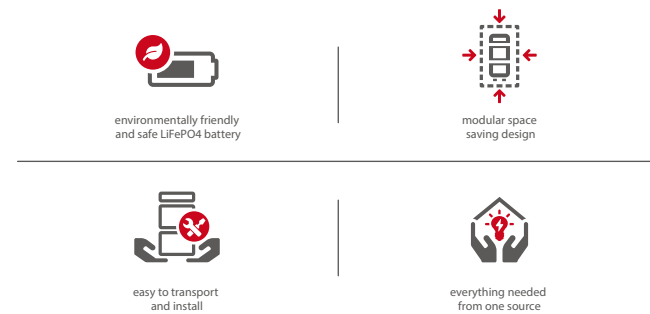 environmentally friendly
and safe LiFePO4 battery
modular space
saving design
easy to transport
and install
everything needed
from one source